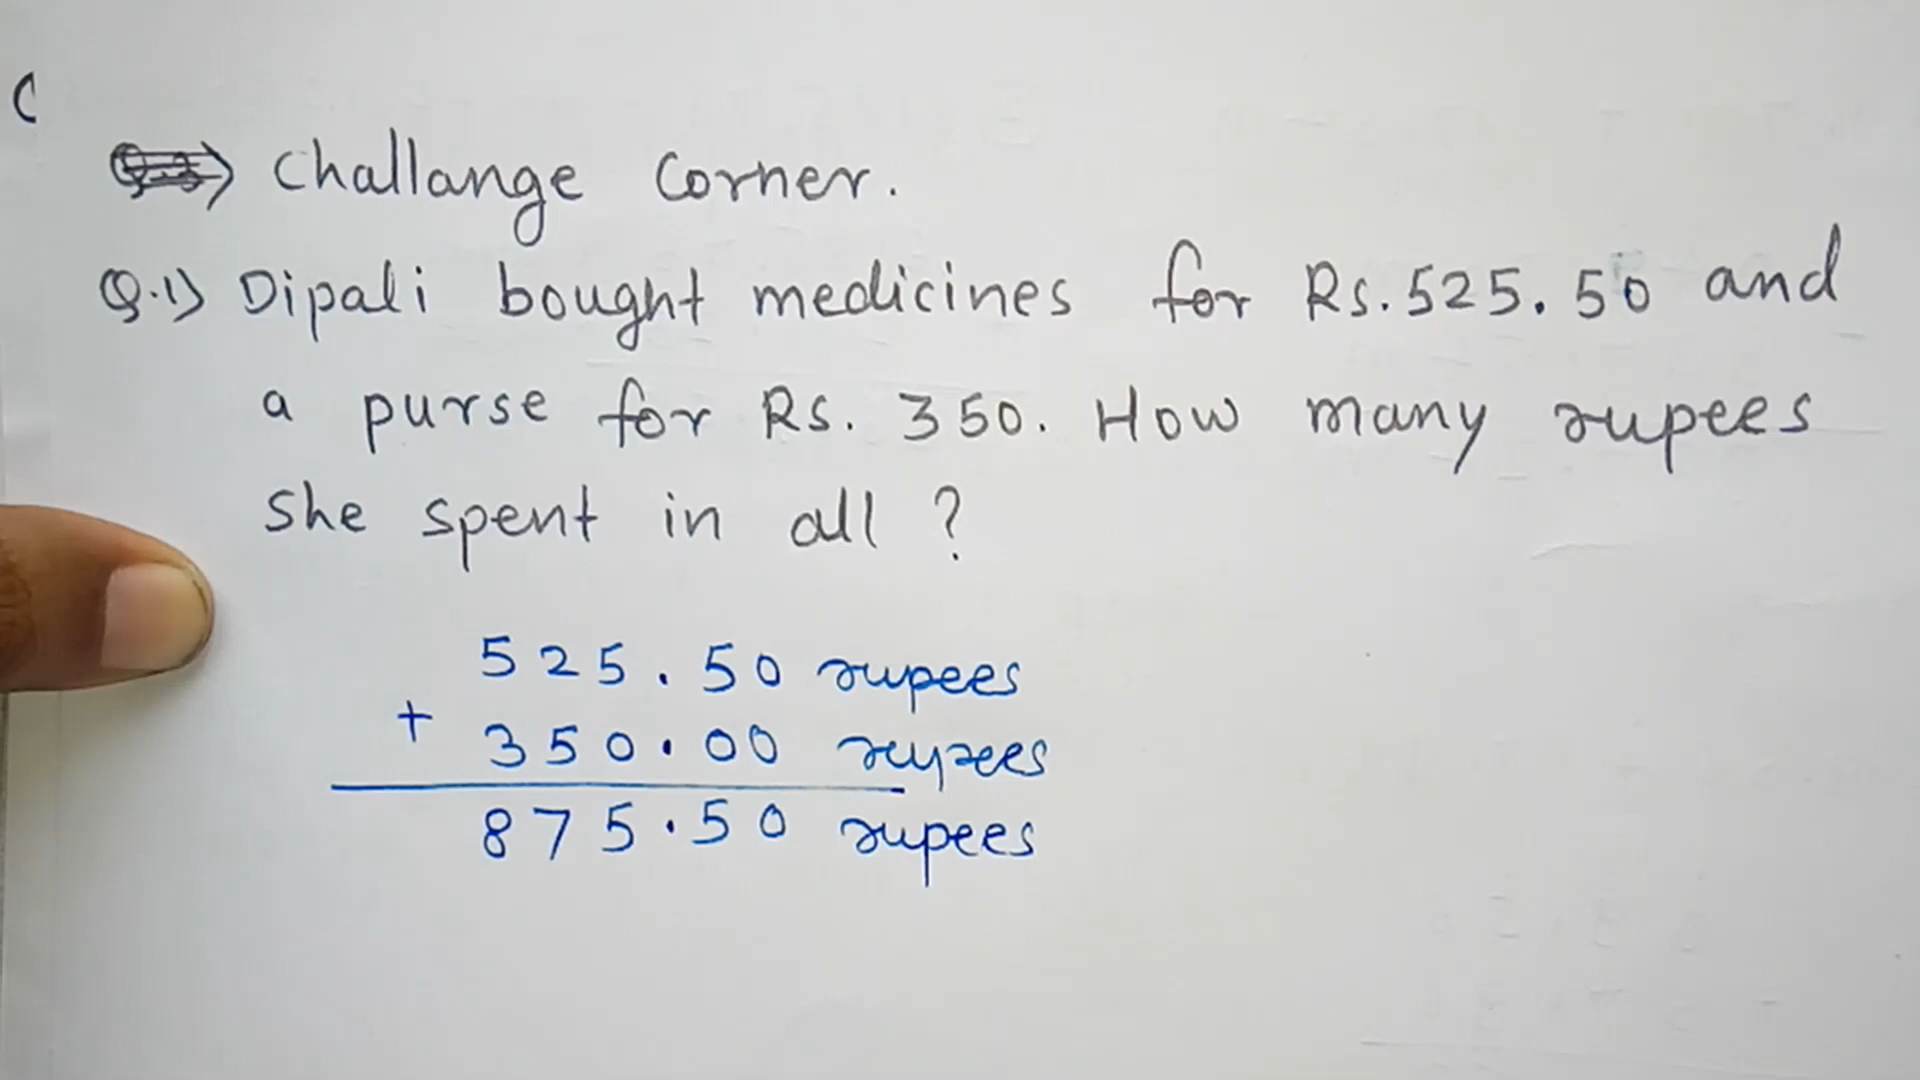 Challange Corner.
Q.1) Dipali bought medicines for Rs. 525.50 and
a purse for Rs. 350. How many rupees
she spent in all ?
525.50 rupees
+ 350.00 rupees
875.50 rupees